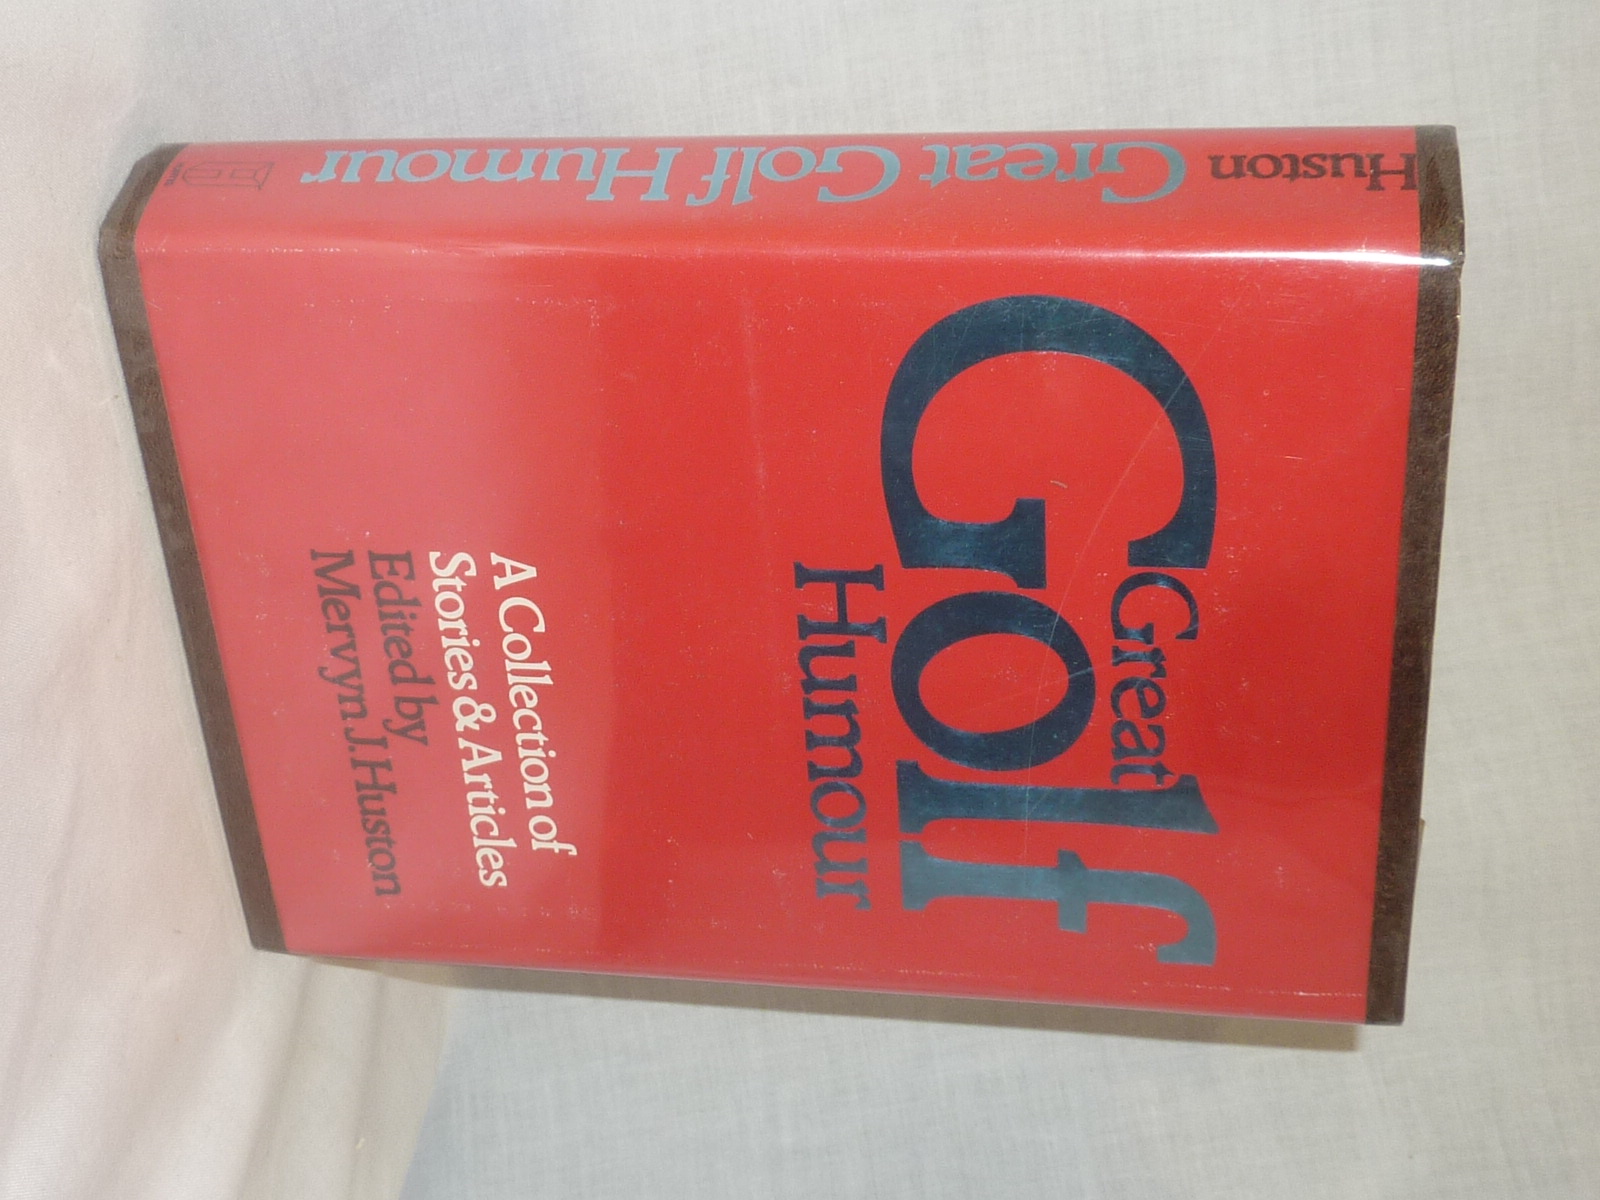 Huston Great Golf Humour
Great
Golf
Humour
A Collection of
Stories & Articles
Edited by
Mervyn J. Huston